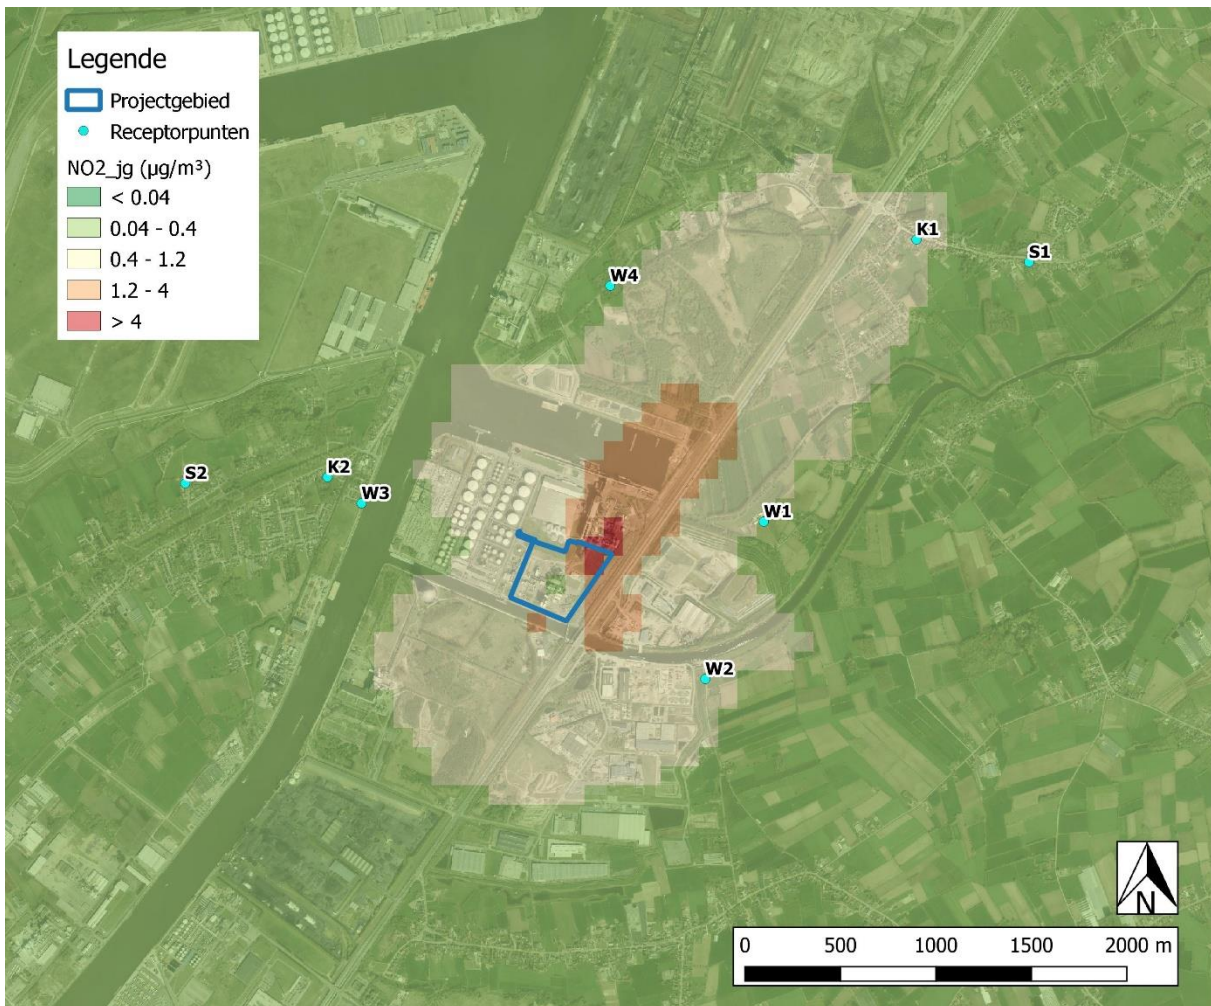 Legende
Projectgebied
Receptorpunten
NO2_jg (µg/m³)
< 0.04
0.04 - 0.4
0.4 - 1.2
1.2 - 4
> 4
K1
S1
W4
S2
K2
W3
W1
W2
N
0 500 1000 1500 2000 m